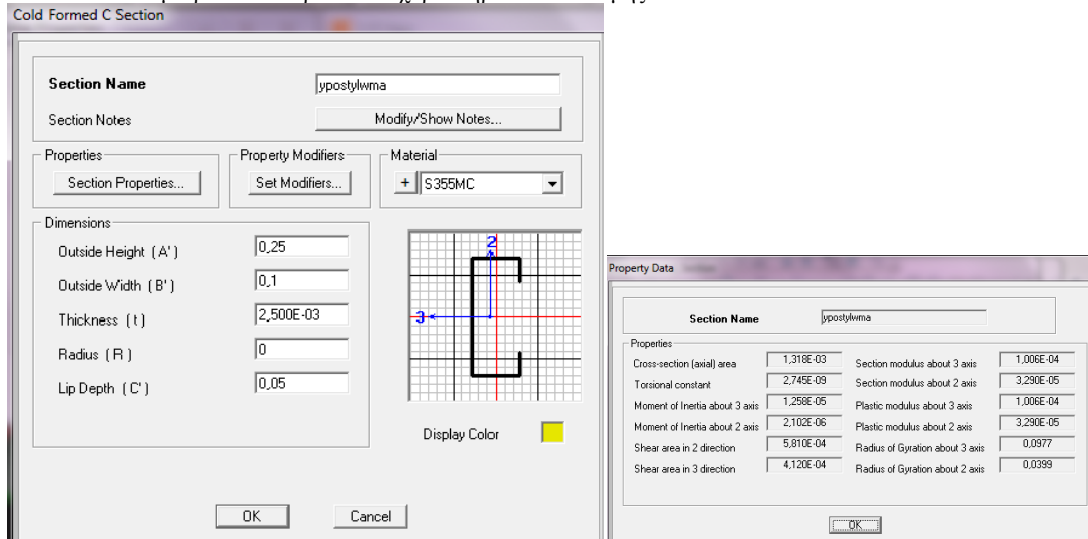 Cold Formed C Section
Section Name ypostylwma
Section Notes Modify/Show Notes...
Properties Property Modifiers Material
Section Properties... Set Modifiers... + S355MC
Dimensions
Outside Height ( A' ) 0,25
Outside Width ( B' ) 0,1
Thickness ( t ) 2,500E-03
Radius ( R ) 0
Lip Depth ( C' ) 0,05
2
3
Display Color
OK Cancel
Property Data
Section Name ypostylwma
Properties
Cross-section (axial) area 1,318E-03 Section modulus about 3 axis 1,006E-04
Torsional constant 2,745E-09 Section modulus about 2 axis 3,290E-05
Moment of Inertia about 3 axis 1,258E-05 Plastic modulus about 3 axis 1,006E-04
Moment of Inertia about 2 axis 2,102E-06 Plastic modulus about 2 axis 3,290E-05
Shear area in 2 direction 5,810E-04 Radius of Gyration about 3 axis 0,0977
Shear area in 3 direction 4,120E-04 Radius of Gyration about 2 axis 0,0399
OK